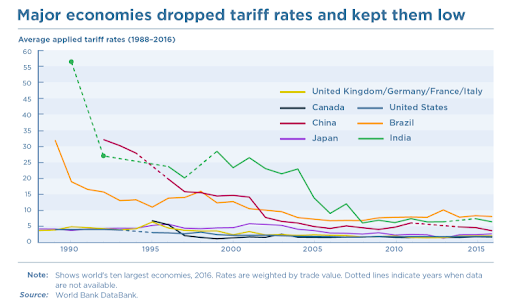 Major economies dropped tariff rates and kept them low
Average applied tariff rates (1988–2016)
60
55
50
45
40
35
30
25
20
15
10
5
0
1990
1995
2000
2005
2010
2015
United Kingdom/Germany/France/Italy
Canada
United States
China
Brazil
Japan
India
Note: Shows world's ten largest economies, 2016. Rates are weighted by trade value. Dotted lines indicate years when data
are not available.
Source: World Bank DataBank.